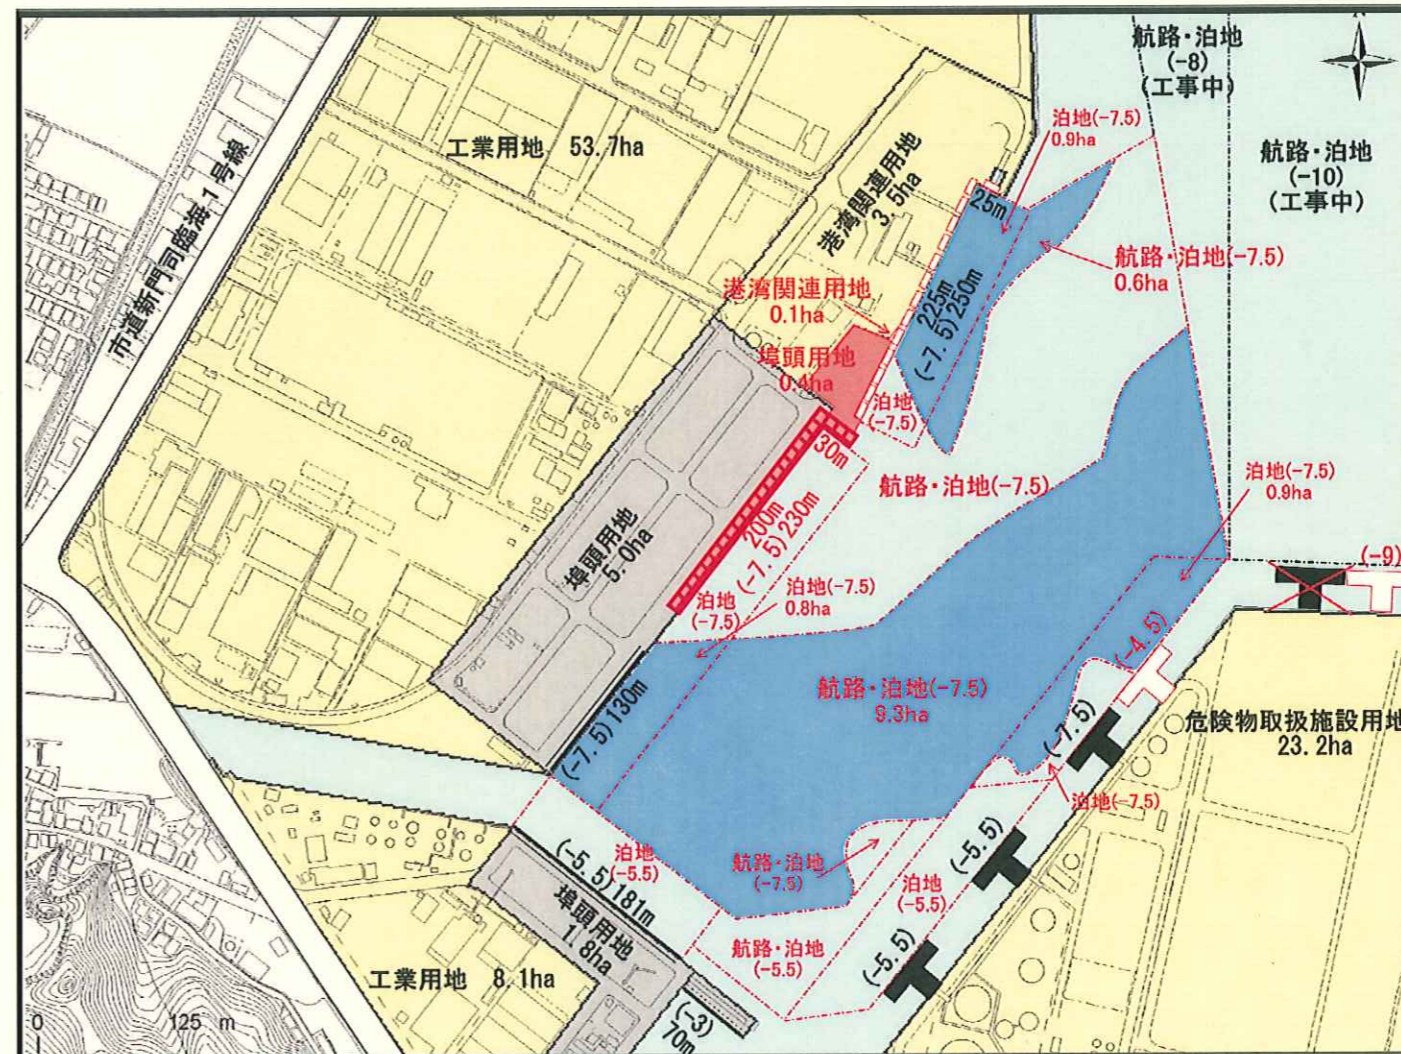 航路・泊地
(-8)
(工事中)
泊地(-7.5)
0.9ha
航路・泊地
(-10)
(工事中)
工業用地 53.7ha
港湾関連用地
3.5ha
市道新門司臨海1号線
25m
航路・泊地(-7.5)
0.6ha
港湾関連用地
0.1ha
225m
(-7.5)250m
埠頭用地
0.4ha
泊地
(-7.5)
30m
航路・泊地(-7.5)
泊地(-7.5)
0.9ha
200m
(-7.5)230m
埠頭用地
5.0ha
(-9)
泊地
(-7.5)
泊地(-7.5)
0.8ha
(-4.5)
航路・泊地(-7.5)
9.3ha
(-7.5)130m
(-7.5)
危険物取扱施設用地
23.2ha
泊地(-7.5)
(-5.5)181m
泊地
(-5.5)
航路・泊地
(-7.5)
(-5.5)
泊地
(-5.5)
埠頭用地
1.8ha
航路・泊地
(-5.5)
(-5.5)
工業用地 8.1ha
(-3)
70m
0 125 m